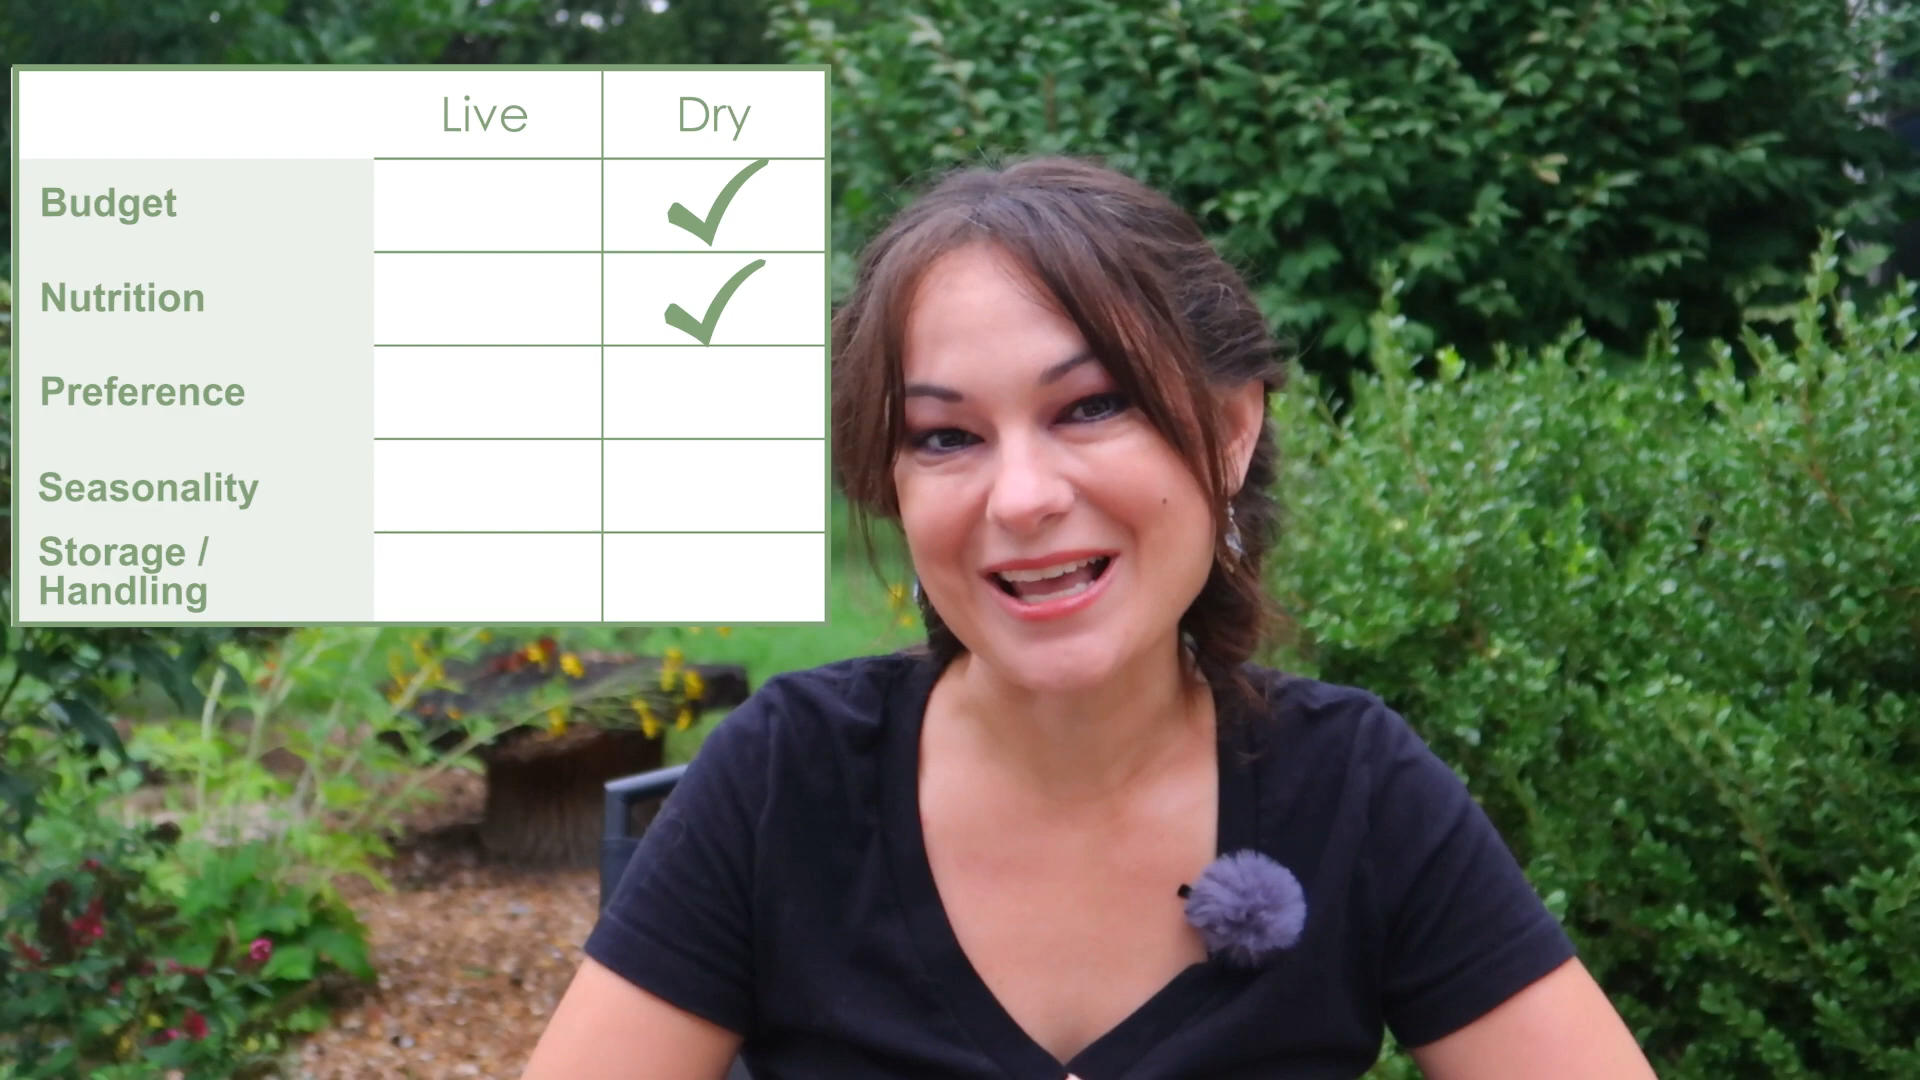 Live Dry
Budget
Nutrition
Preference
Seasonality
Storage /
Handling